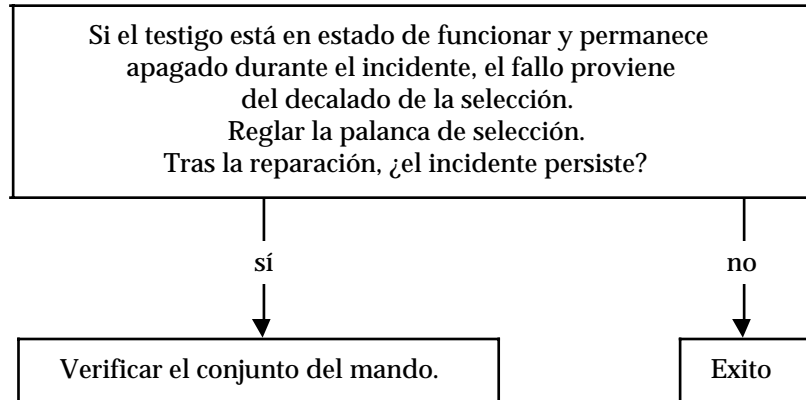 Si el testigo está en estado de funcionar y permanece
apagado durante el incidente, el fallo proviene
del decalado de la selección.
Reglar la palanca de selección.
Tras la reparación, ¿el incidente persiste?
sí
no
Verificar el conjunto del mando.
Exito